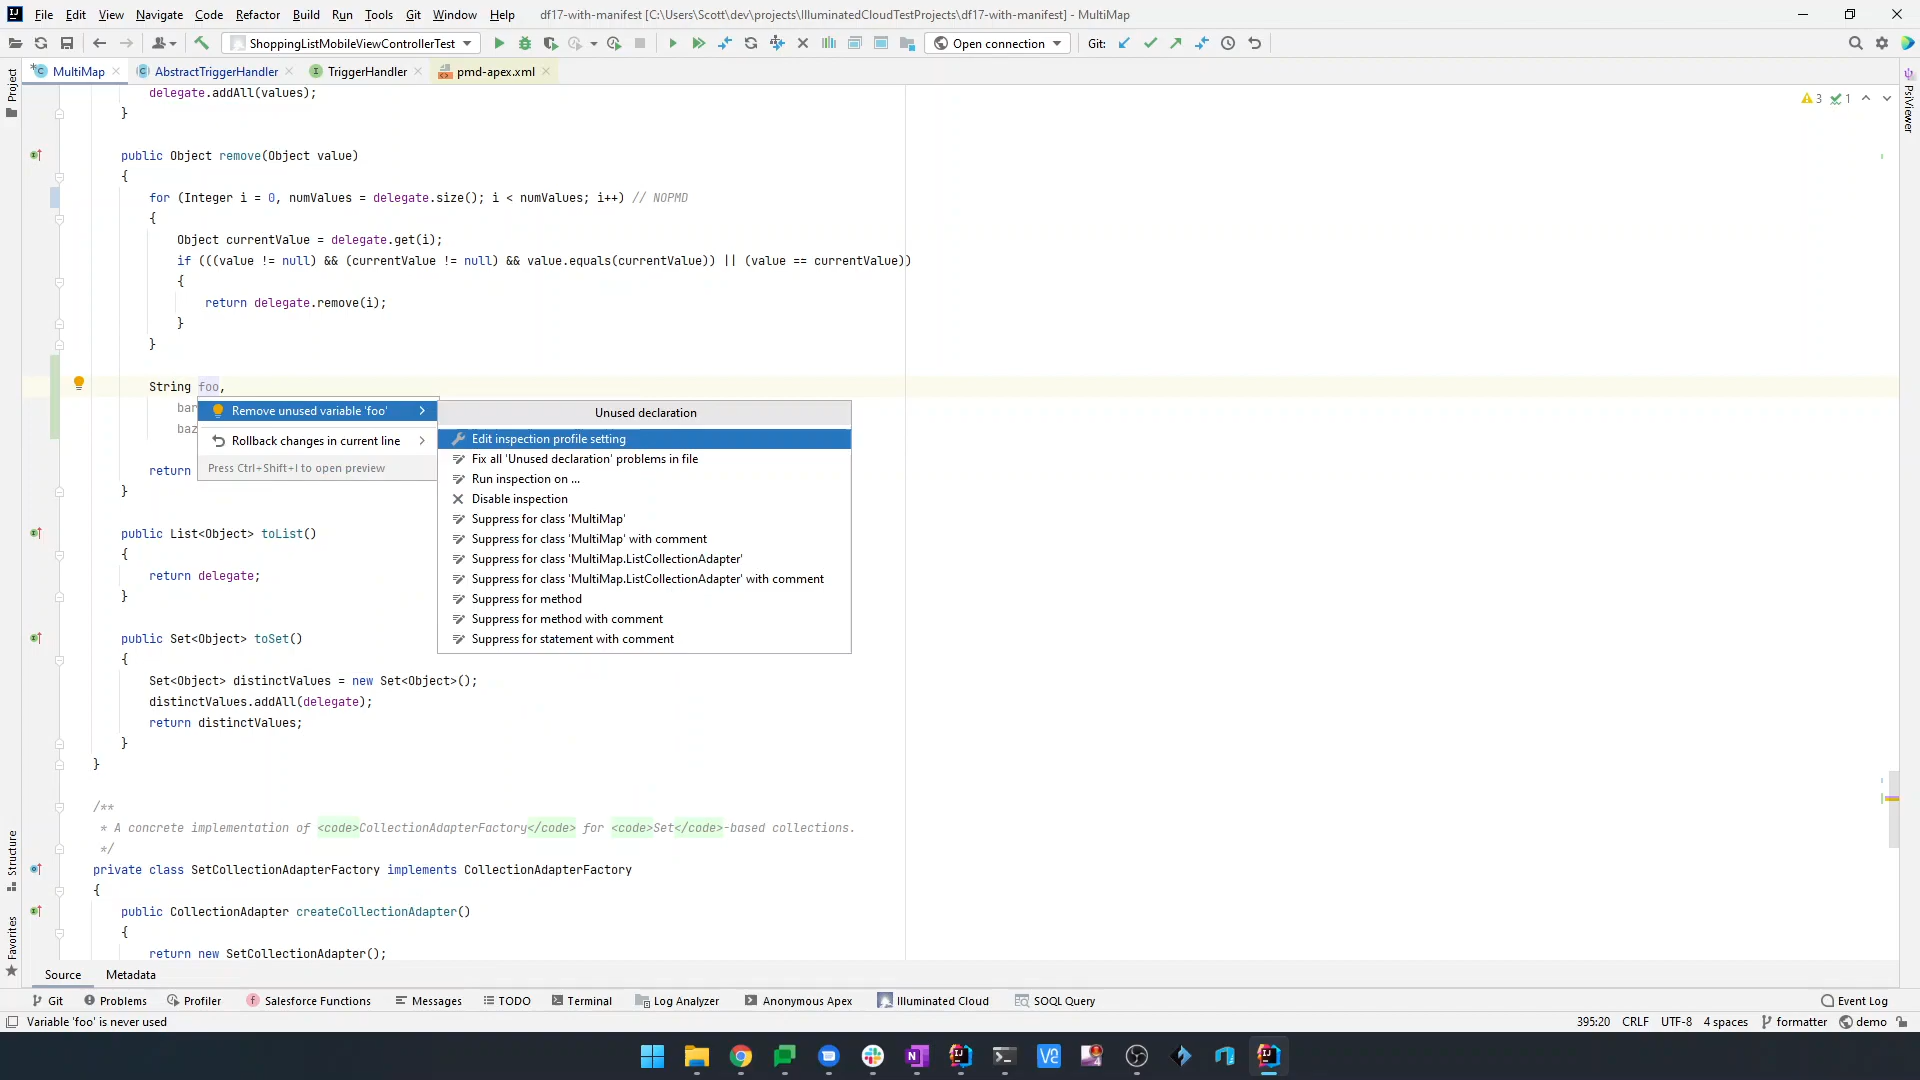 File Edit View Navigate Code Refactor Build Run Tools Git Window Help df17-with-manifest [C:\Users\Scott\dev\projects\IlluminatedCloudTestProjects\df17-with-manifest] - MultiMap
ShoppingListMobileViewControllerTest Open connection Git:
MultiMap AbstractTriggerHandler TriggerHandler pmd-apex.xml
Project
PsiViewer
3 1
delegate.addAll(values);
}
public Object remove(Object value)
{
for (Integer i = 0, numValues = delegate.size(); i < numValues; i++) // NOPMD
{
Object currentValue = delegate.get(i);
if (((value != null) && (currentValue != null) && value.equals(currentValue)) || (value == currentValue))
{
return delegate.remove(i);
}
}
String foo,
bar
baz
return
}
Remove unused variable 'foo'
Rollback changes in current line
Press Ctrl+Shift+I to open preview
Unused declaration
Edit inspection profile setting
Fix all 'Unused declaration' problems in file
Run inspection on ...
Disable inspection
Suppress for class 'MultiMap'
Suppress for class 'MultiMap' with comment
Suppress for class 'MultiMap.ListCollectionAdapter'
Suppress for class 'MultiMap.ListCollectionAdapter' with comment
Suppress for method
Suppress for method with comment
Suppress for statement with comment
public List<Object> toList()
{
return delegate;
}
public Set<Object> toSet()
{
Set<Object> distinctValues = new Set<Object>();
distinctValues.addAll(delegate);
return distinctValues;
}
}
/**
* A concrete implementation of <code>CollectionAdapterFactory</code> for <code>Set</code>-based collections.
*/
private class SetCollectionAdapterFactory implements CollectionAdapterFactory
{
public CollectionAdapter createCollectionAdapter()
{
return new SetCollectionAdapter();
Structure
Favorites
Source Metadata
Git Problems Profiler Salesforce Functions Messages TODO Terminal Log Analyzer Anonymous Apex Illuminated Cloud SOQL Query Event Log
Variable 'foo' is never used 395:20 CRLF UTF-8 4 spaces formatter demo